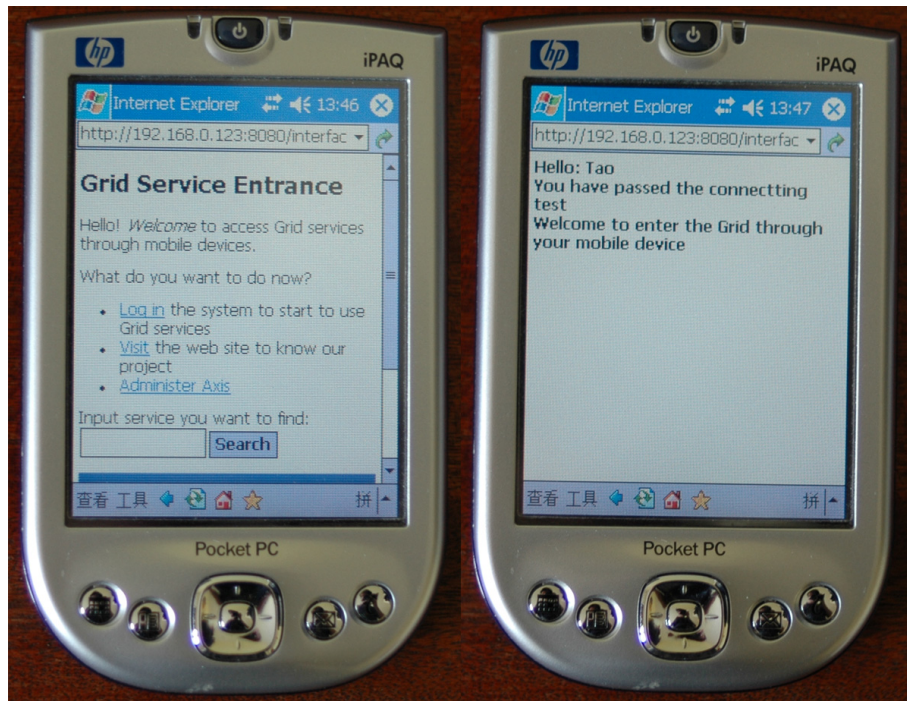 hp
iPAQ
Internet Explorer 13:46
http://192.168.0.123:8080/interfac
Grid Service Entrance
Hello! Welcome to access Grid services
through mobile devices.
What do you want to do now?
• Log in the system to start to use
Grid services
• Visit the web site to know our
project
• Administer Axis
Input service you want to find:
Search
查看 工具 拼
Pocket PC
hp
iPAQ
Internet Explorer 13:47
http://192.168.0.123:8080/interfac
Hello: Tao
You have passed the connectting
test
Welcome to enter the Grid through
your mobile device
查看 工具 拼
Pocket PC